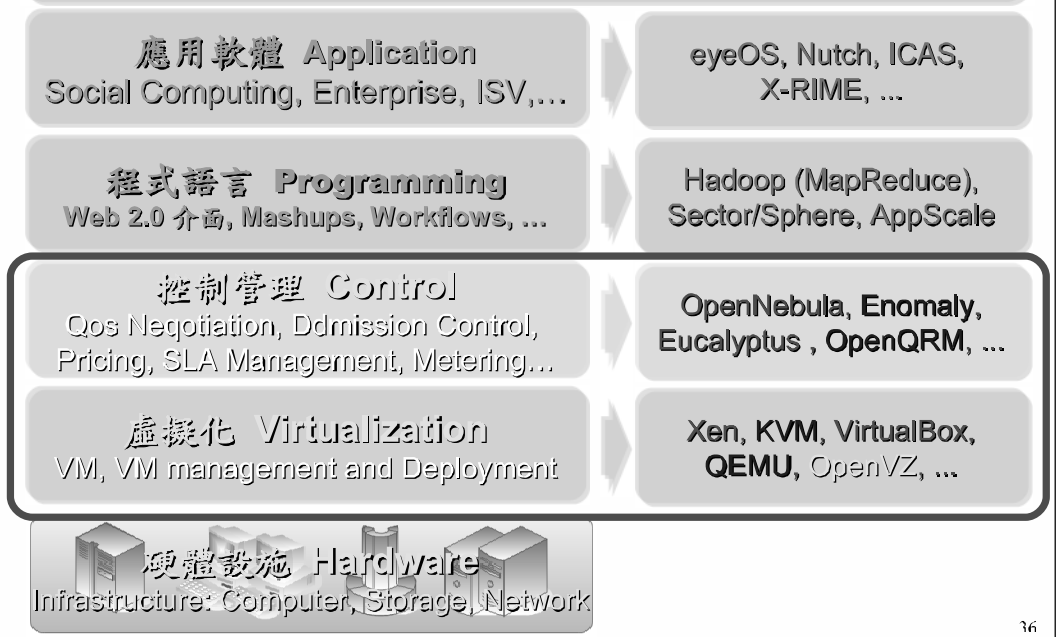 應用軟體 Application
Social Computing, Enterprise, ISV,…
eyeOS, Nutch, ICAS,
X-RIME, ...
程式語言 Programming
Web 2.0 介面, Mashups, Workflows, …
Hadoop (MapReduce),
Sector/Sphere, AppScale
控制管理 Control
Qos Neqotiation, Ddmission Control,
Pricing, SLA Management, Metering…
OpenNebula, Enomaly,
Eucalyptus , OpenQRM, ...
虛擬化 Virtualization
VM, VM management and Deployment
Xen, KVM, VirtualBox,
QEMU, OpenVZ, ...
硬體設施 Hardware
Infrastructure: Computer, Storage, Network
36